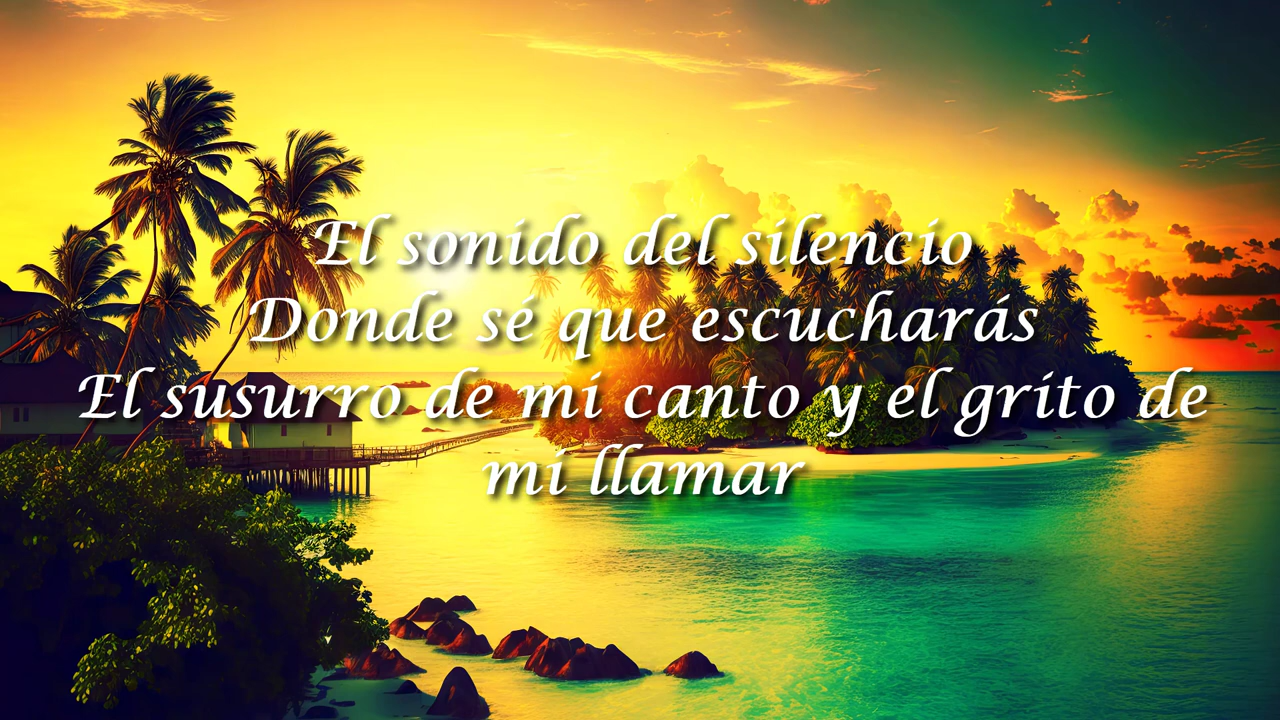 El sonido del silencio
Donde sé que escucharás
El susurro de mi canto y el grito de
mi llamar